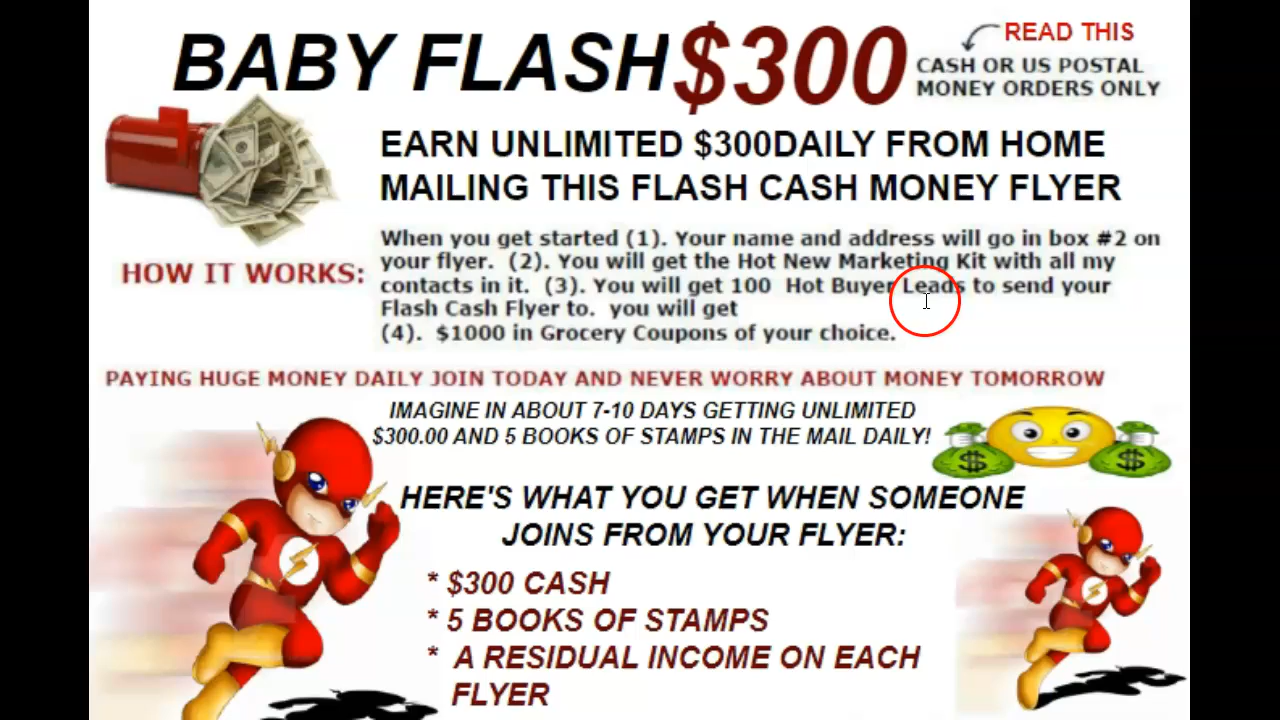 BABY FLASH $300
READ THIS
CASH OR US POSTAL
MONEY ORDERS ONLY
EARN UNLIMITED $300DAILY FROM HOME
MAILING THIS FLASH CASH MONEY FLYER
HOW IT WORKS:
When you get started (1). Your name and address will go in box #2 on
your flyer. (2). You will get the Hot New Marketing Kit with all my
contacts in it. (3). You will get 100 Hot Buyer Leads to send your
Flash Cash Flyer to. you will get
(4). $1000 in Grocery Coupons of your choice.
PAYING HUGE MONEY DAILY JOIN TODAY AND NEVER WORRY ABOUT MONEY TOMORROW
IMAGINE IN ABOUT 7-10 DAYS GETTING UNLIMITED
$300.00 AND 5 BOOKS OF STAMPS IN THE MAIL DAILY!
$ $
HERE'S WHAT YOU GET WHEN SOMEONE
JOINS FROM YOUR FLYER:
* $300 CASH
* 5 BOOKS OF STAMPS
* A RESIDUAL INCOME ON EACH
FLYER